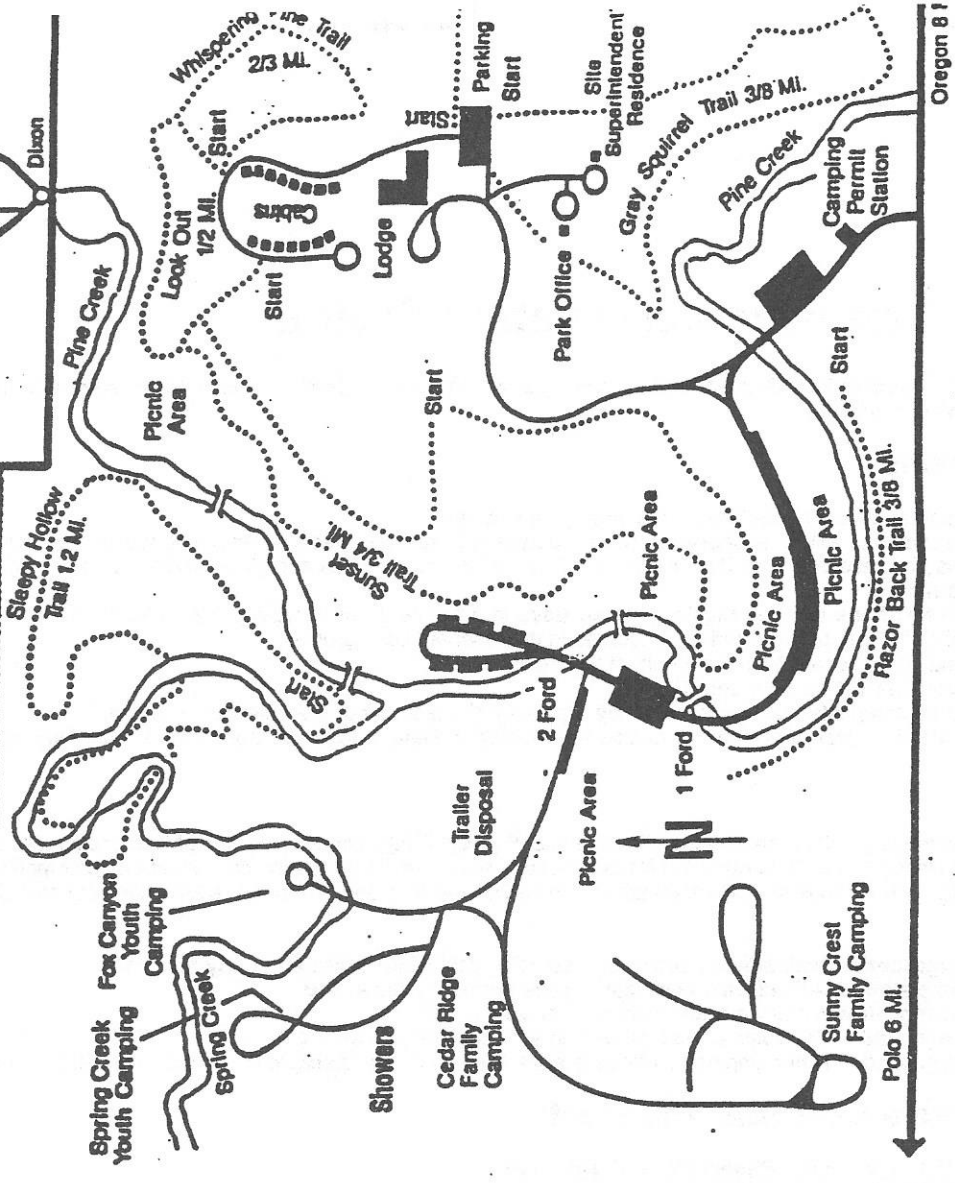 Dixon
Whispering Pine Trail
2/3 Mi.
Pine Creek
Look Out
1/2 Mi.
Start
Cabins
Start
Start
Parking
Start
Lodge
Site
Superintendent
Residence
Park Office
Gray Squirrel Trail 3/8 Mi.
Pine Creek
Camping
Permit
Station
Oregon 8
Picnic
Area
Sleepy Hollow
Trail 1.2 Mi.
Start
Sunset
Trail 3/4 Mi.
Start
Start
Picnic Area
Picnic Area
Picnic Area
Razor Back Trail 3/8 Mi.
2 Ford
1 Ford
Trailer
Disposal
Picnic Area
N
Fox Canyon
Youth
Camping
Spring Creek
Youth Camping
Spring Creek
Showers
Cedar Ridge
Family
Camping
Sunny Crest
Family Camping
Polo 6 Mi.